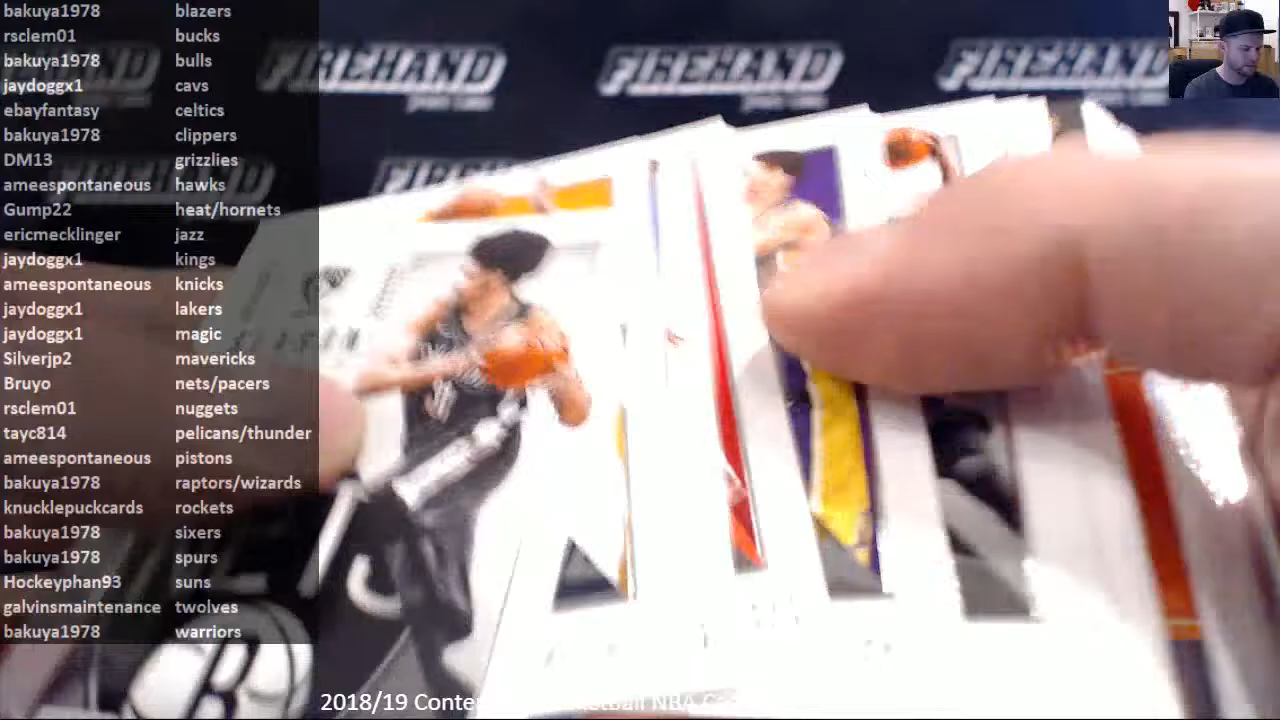 bakuya1978 blazers
rsclem01 bucks
bakuya1978 bulls
jaydoggx1 cavs
ebayfantasy celtics
bakuya1978 clippers
DM13 grizzlies
ameespontaneous hawks
Gump22 heat/hornets
ericmecklinger jazz
jaydoggx1 kings
ameespontaneous knicks
jaydoggx1 lakers
jaydoggx1 magic
Silverjp2 mavericks
Bruyo nets/pacers
rsclem01 nuggets
tayc814 pelicans/thunder
ameespontaneous pistons
bakuya1978 raptors/wizards
knucklepuckcards rockets
bakuya1978 sixers
bakuya1978 spurs
Hockeyphan93 suns
galvinsmaintenance twolves
bakuya1978 warriors
FIREHAND FIREHAND FIREHAND
2018/19 NBA